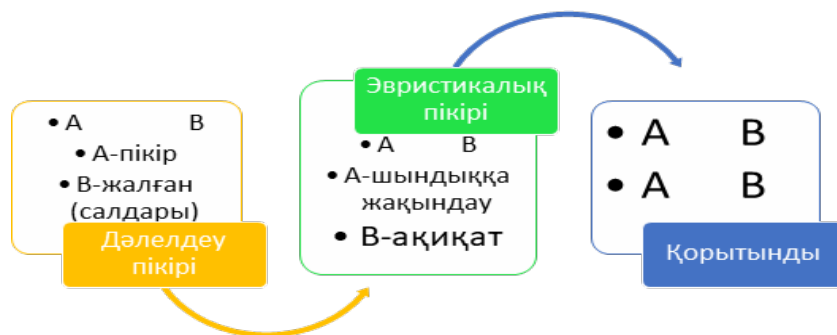 • А В
• А-пікір
• В-жалған
(салдары)
Дәлелдеу
пікірі
Эвристикалық
пікірі
• А В
• А-шындыққа
жақындау
• В-ақиқат
• А В
• А В
Қорытынды